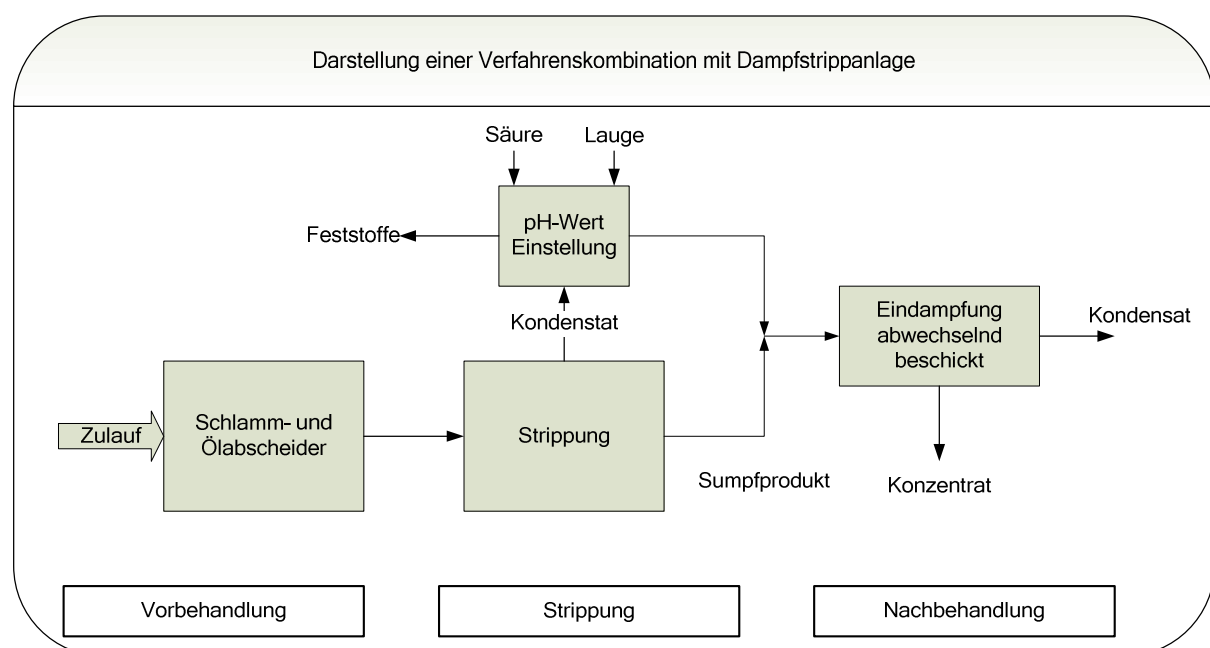 Darstellung einer Verfahrenskombination mit Dampfstrippanlage
Säure
Lauge
pH-Wert
Einstellung
Feststoffe
Kondenstat
Eindampfung
abwechselnd
beschickt
Kondensat
Zulauf
Schlamm- und
Ölabscheider
Strippung
Sumpfprodukt
Konzentrat
Vorbehandlung
Strippung
Nachbehandlung